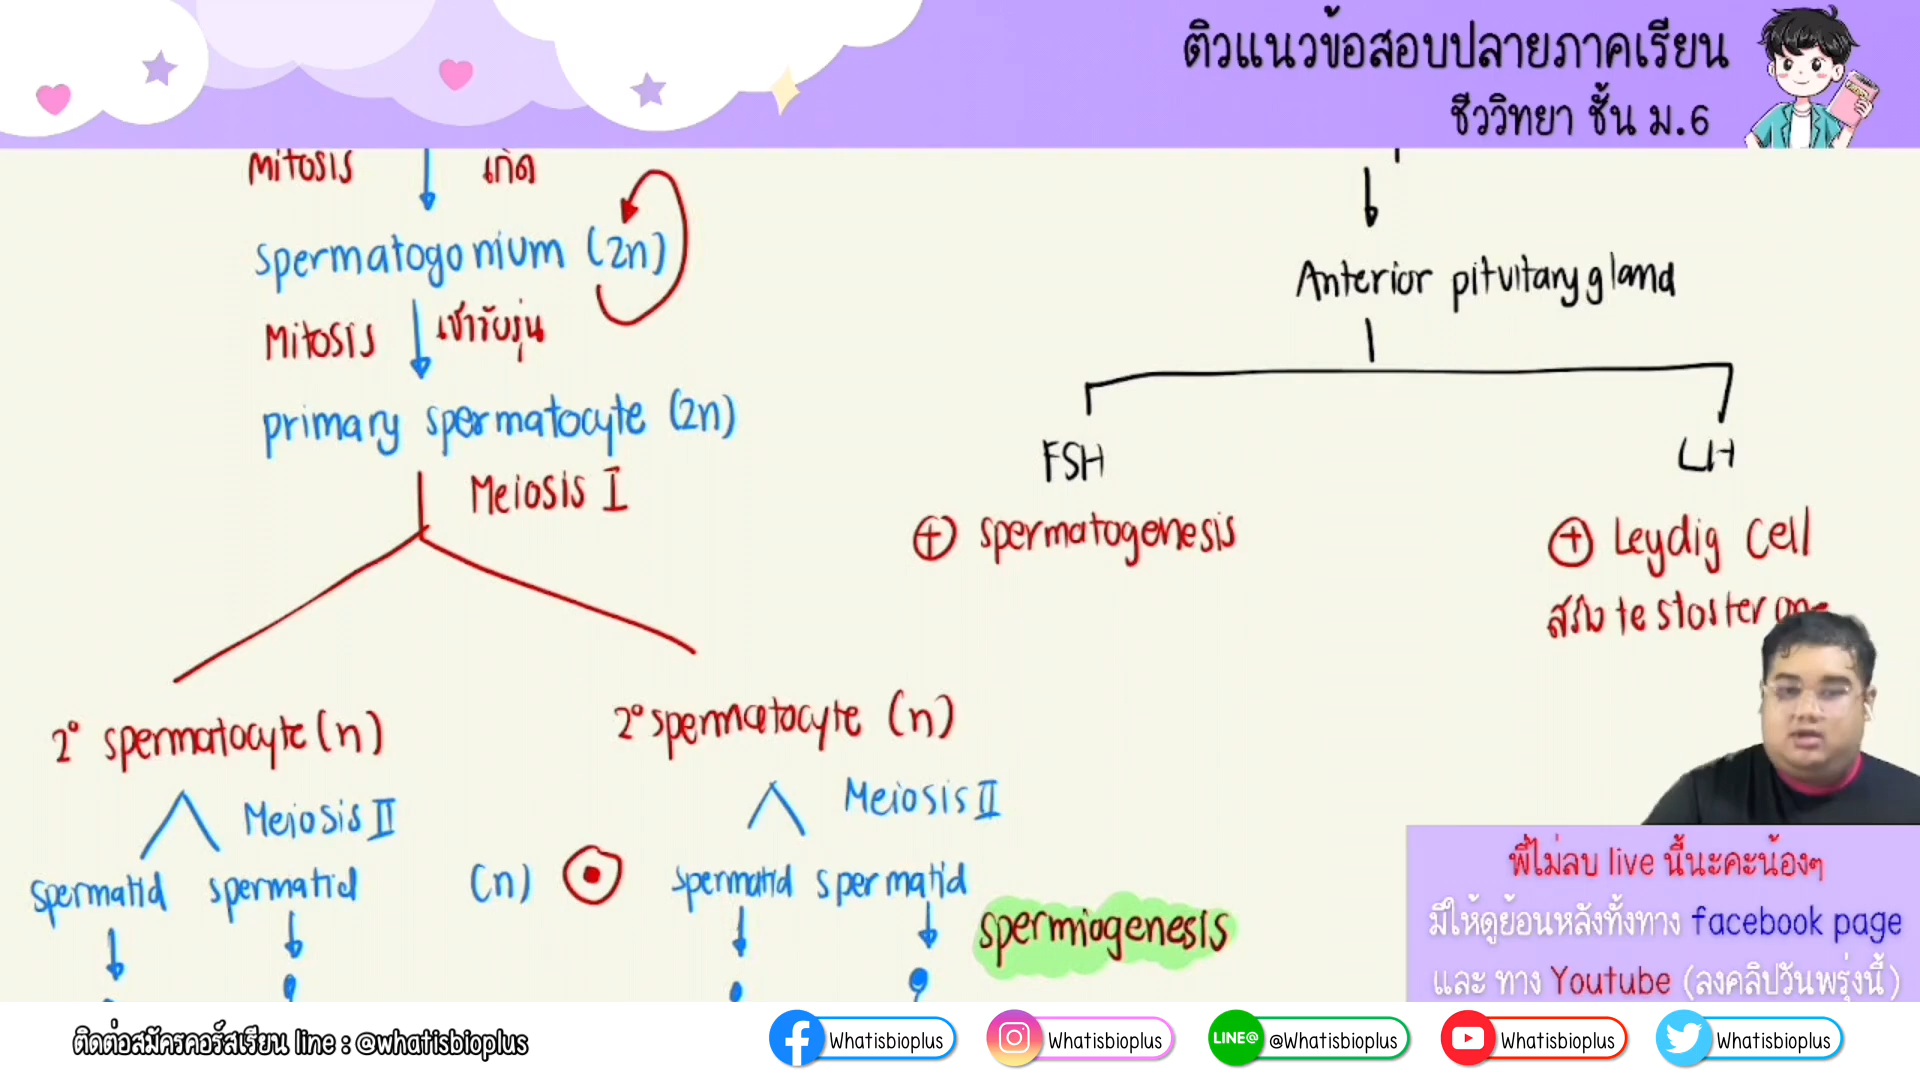 ติวแนวข้อสอบปลายภาคเรียน
ชีววิทยา ชั้น ม.6
Mitosis เกิด
spermatogonium (2n)
Mitosis เข้าวัยรุ่น
primary spermatocyte (2n)
Meiosis I
2° spermatocyte (n)
2° spermatocyte (n)
Meiosis II
Meiosis II
spermatid spermatid (n) spermatid spermatid
spermiogenesis
Anterior pituitary gland
FSH
LH
+ spermatogenesis
+ Leydig cell
สร้าง testosterone
พี่ไม่ลบ live นี้นะคะน้องๆ
มีให้ดูย้อนหลังทั้งทาง facebook page
และ ทาง Youtube (ลงคลิปวันพรุ่งนี้)
ติดต่อสมัครคอร์สเรียน line : @whatisbioplus
Whatisbioplus
Whatisbioplus
LINE@ @Whatisbioplus
Whatisbioplus
Whatisbioplus